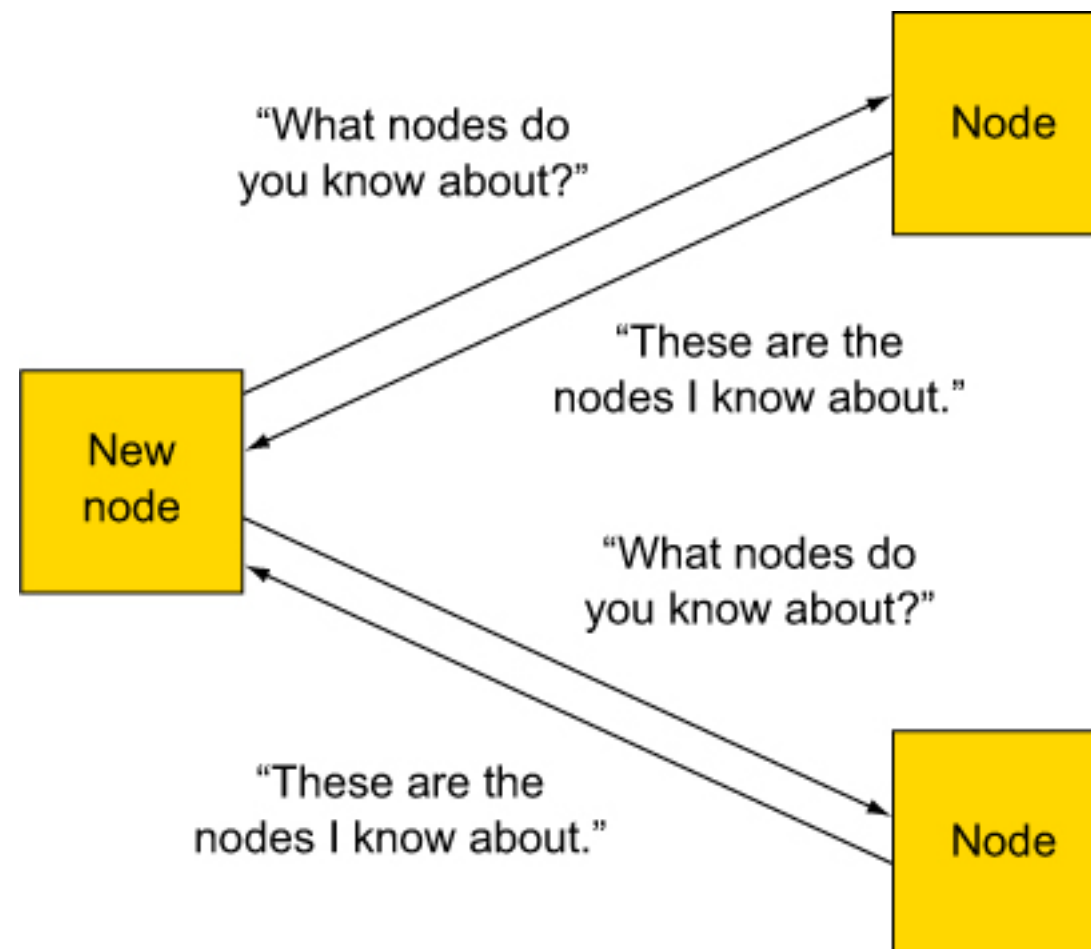 “What nodes do
you know about?”
Node
“These are the
nodes I know about.”
New
node
“What nodes do
you know about?”
“These are the
nodes I know about.”
Node